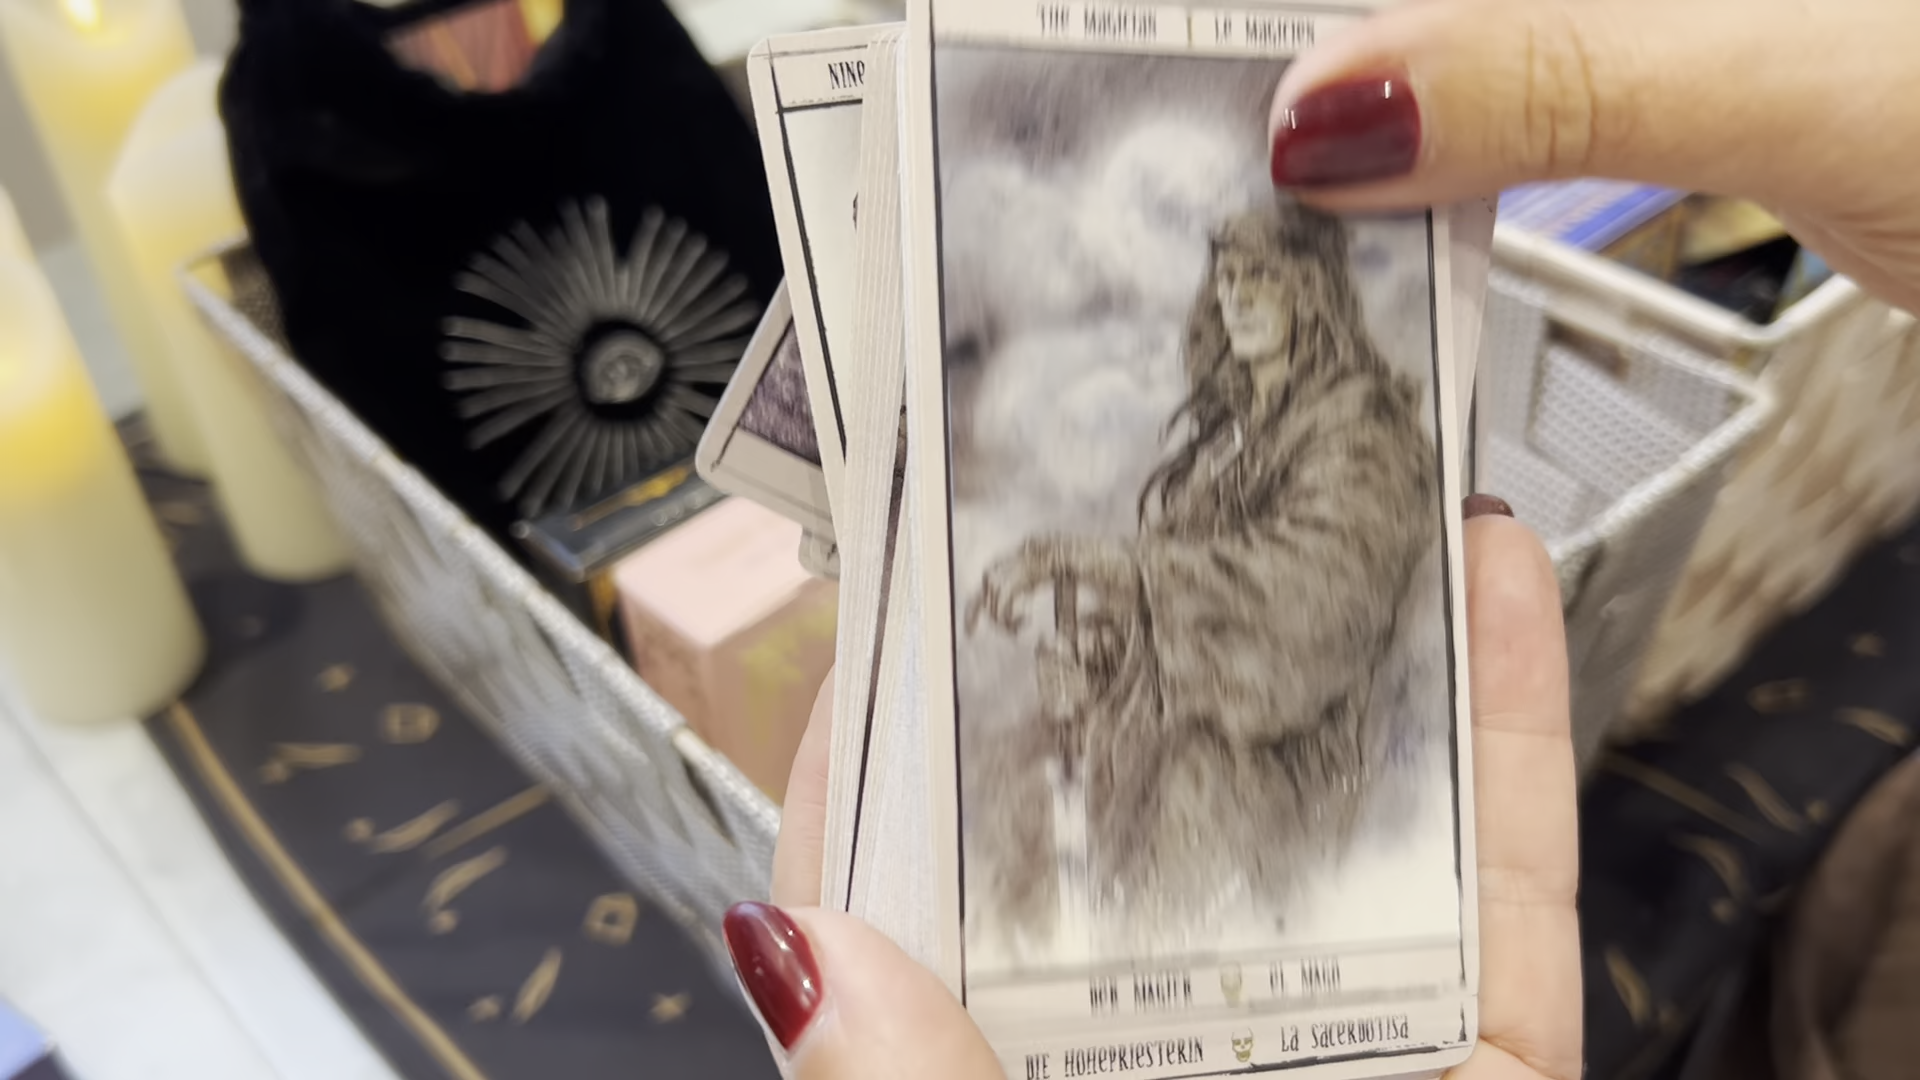 THE MAGICIAN LE MAGICIEN
NINE
DER MAGIER EL MAGO
DIE HOHEPRIESTERIN LA SACERDOTISA